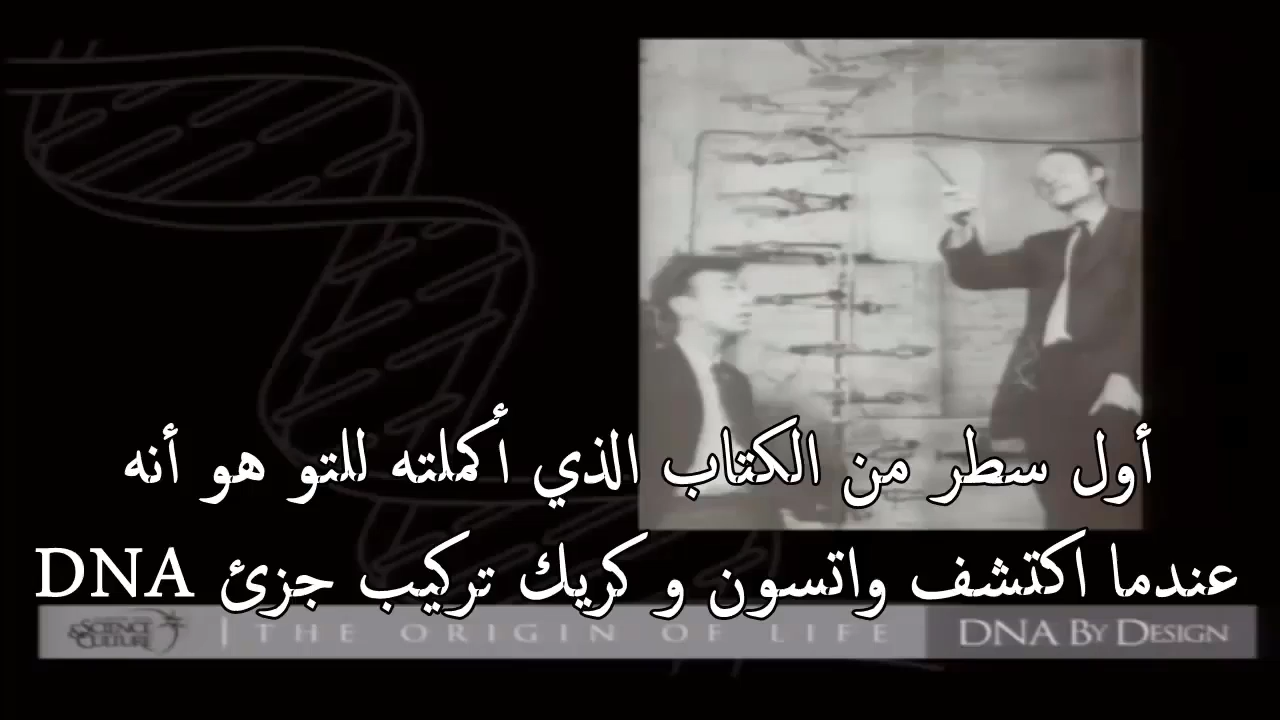 أول سطر من الكتاب الذي أكملته للتو هو أنه
عندما اكتشف واتسون و كريك تركيب جزئ DNA
SCIENCE & CULTURE | THE ORIGIN OF LIFE DNA BY DESIGN